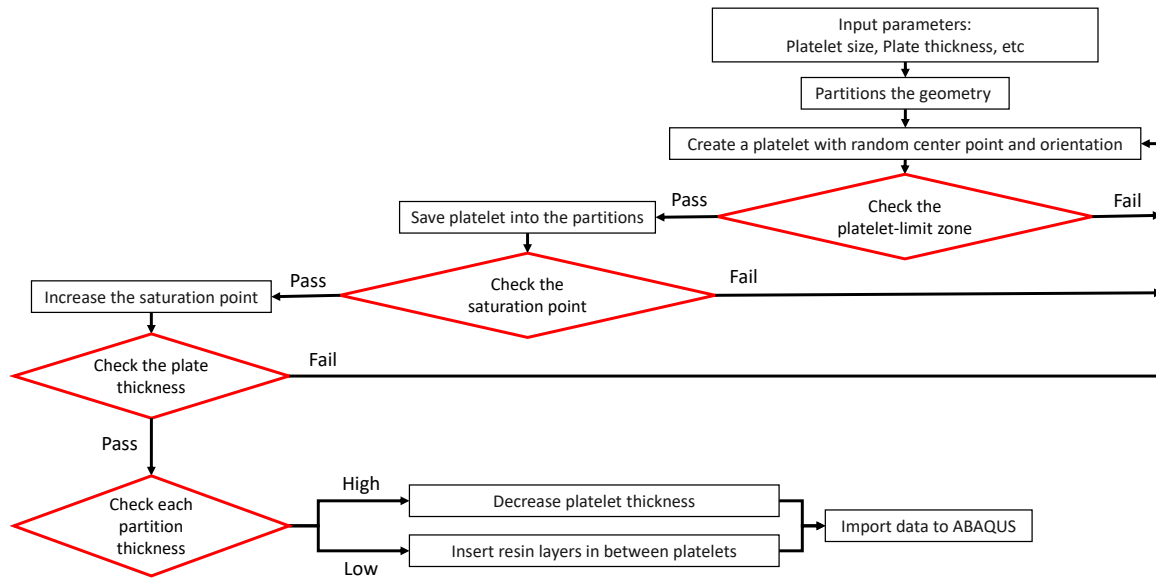 Input parameters:
Platelet size, Plate thickness, etc
Partitions the geometry
Create a platelet with random center point and orientation
Pass
Check the
platelet-limit zone
Fail
Save platelet into the partitions
Pass
Check the
saturation point
Fail
Increase the saturation point
Check the plate
thickness
Fail
Pass
Check each
partition
thickness
High
Decrease platelet thickness
Low
Insert resin layers in between platelets
Import data to ABAQUS